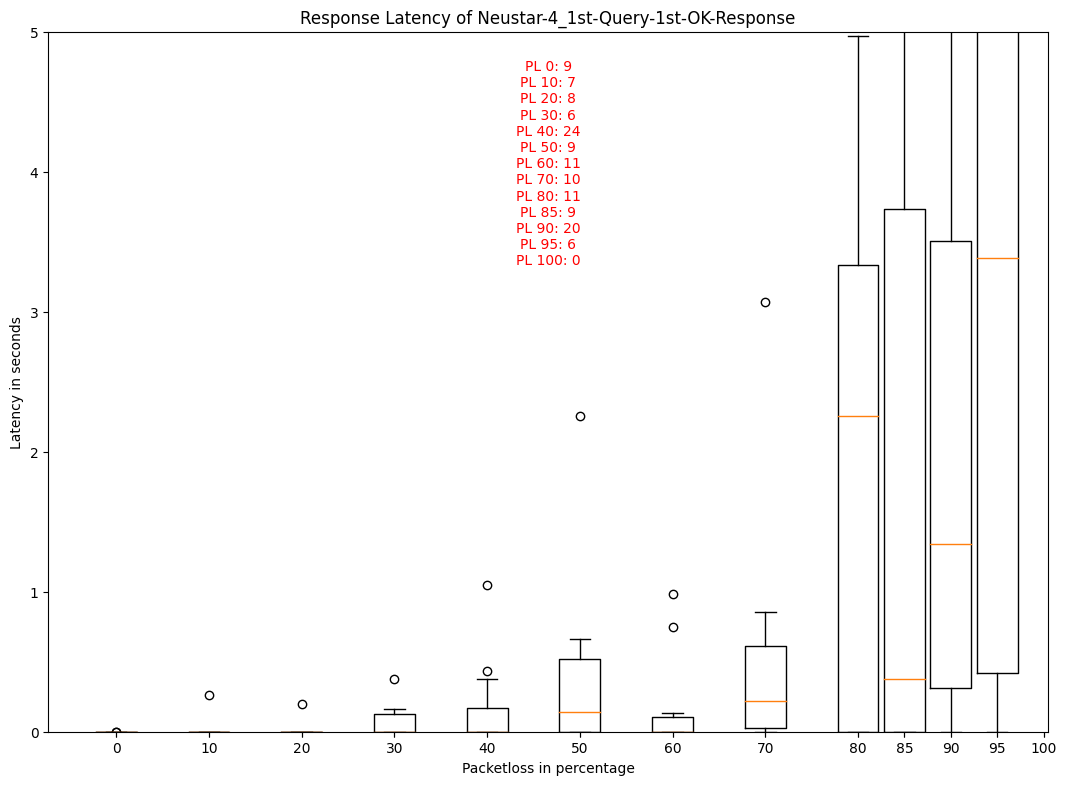 Response Latency of Neustar-4_1st-Query-1st-OK-Response
5
4
3
2
1
0
Latency in seconds
PL 0: 9
PL 10: 7
PL 20: 8
PL 30: 6
PL 40: 24
PL 50: 9
PL 60: 11
PL 70: 10
PL 80: 11
PL 85: 9
PL 90: 20
PL 95: 6
PL 100: 0
0 10 20 30 40 50 60 70 80 85 90 95 100
Packetloss in percentage